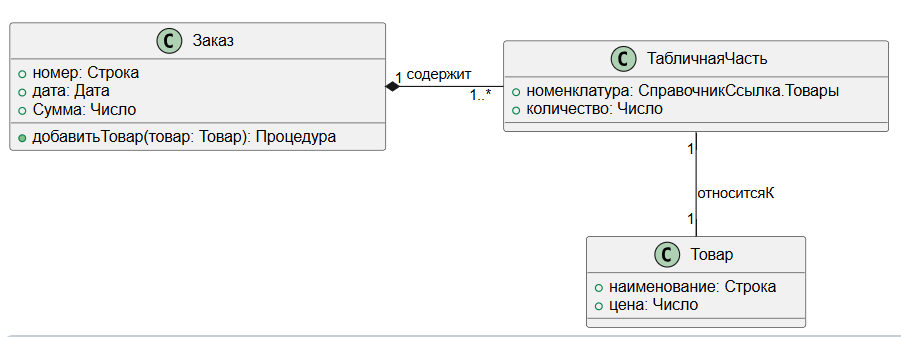 C Заказ
номер: Строка
дата: Дата
Сумма: Число
добавитьТовар(товар: Товар): Процедура
1 содержит
1..*
C ТабличнаяЧасть
номенклатура: СправочникСсылка.Товары
количество: Число
1
относитсяК
1
C Товар
наименование: Строка
цена: Число